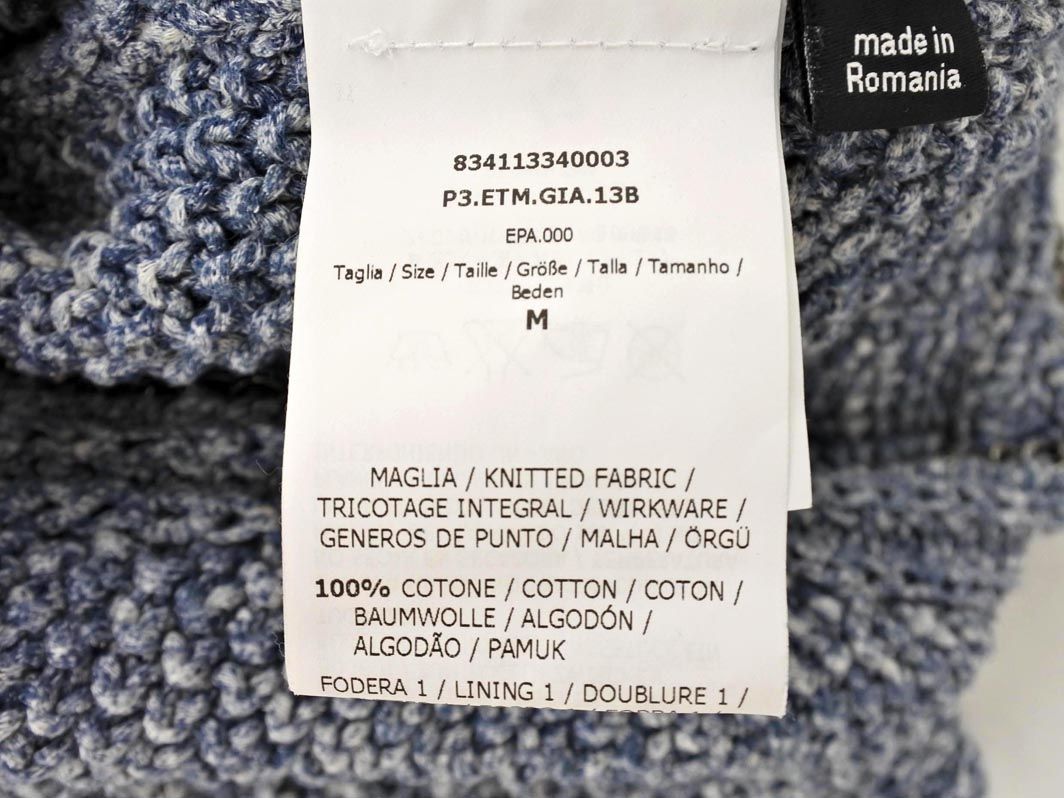 made in
Romania
834113340003
P3.ETM.GIA.13B
EPA.000
Taglia / Size / Taille / Größe / Talla / Tamanho /
Beden
M
MAGLIA / KNITTED FABRIC /
TRICOTAGE INTEGRAL / WIRKWARE /
GENEROS DE PUNTO / MALHA / ÖRGÜ
100% COTONE / COTTON / COTON /
BAUMWOLLE / ALGODÓN /
ALGODÃO / PAMUK
FODERA 1 / LINING 1 / DOUBLURE 1 /